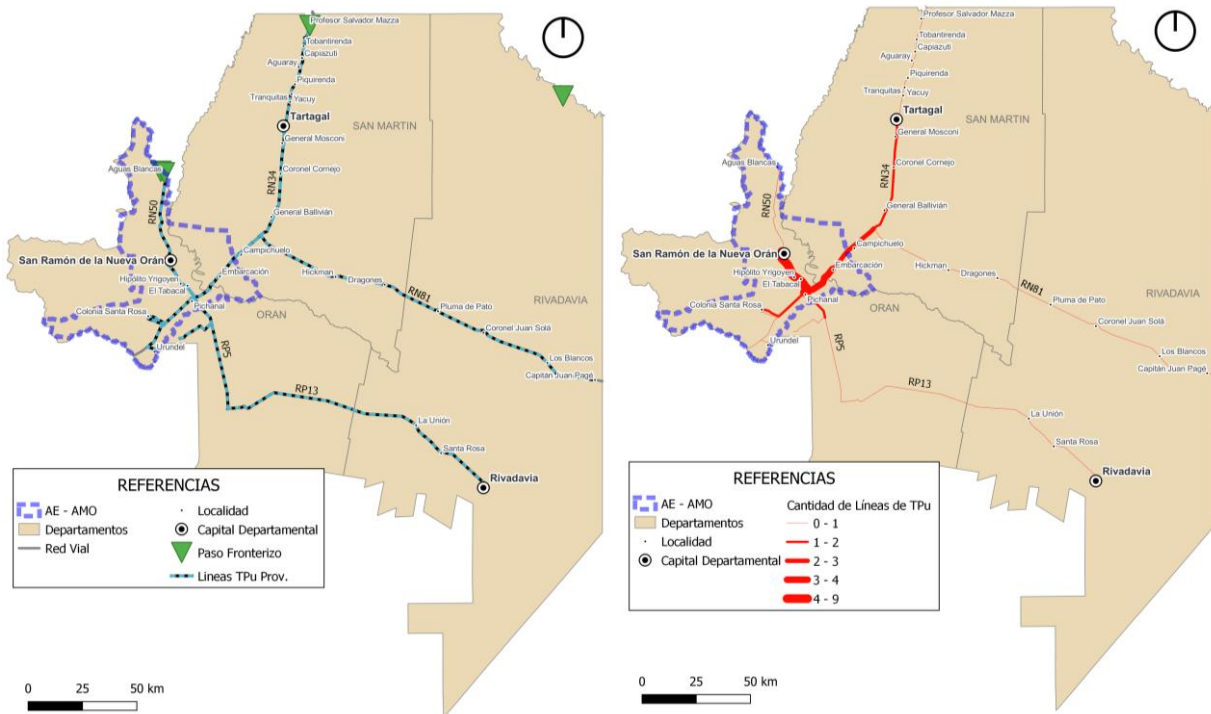 Profesor Salvador Mazza
Tobantirenda
Capiazuti
Aguaray
Piquirenda
Tranquitas
Yacuy
Tartagal
SAN MARTIN
General Mosconi
Aguas Blancas
Coronel Cornejo
RN34
RN50
General Ballivián
San Ramón de la Nueva Orán
Campichuelo
Hipólito Yrigoyen
Embarcación
Hickman
El Tabacal
Dragones
RN81
Pichanal
Pluma de Pato
RIVADAVIA
Colonia Santa Rosa
ORAN
Coronel Juan Solá
Urundel
RP5
Los Blancos
Capitán Juan Pagé
RP13
La Unión
Santa Rosa
Rivadavia
REFERENCIAS
AE - AMO
Departamentos
Red Vial
Localidad
Capital Departamental
Paso Fronterizo
Lineas TPu Prov.
0 25 50 km
Profesor Salvador Mazza
Tobantirenda
Capiazuti
Aguaray
Piquirenda
Tranquitas
Yacuy
Tartagal
SAN MARTIN
General Mosconi
Aguas Blancas
Coronel Cornejo
RN34
RN50
General Ballivián
San Ramón de la Nueva Orán
Campichuelo
Hipólito Yrigoyen
Embarcación
Hickman
El Tabacal
Dragones
RN81
Pichanal
Pluma de Pato
RIVADAVIA
Colonia Santa Rosa
ORAN
Coronel Juan Solá
Urundel
RP5
Los Blancos
Capitán Juan Pagé
RP13
La Unión
Santa Rosa
Rivadavia
REFERENCIAS
AE - AMO
Departamentos
Localidad
Capital Departamental
Cantidad de Líneas de TPu
0 - 1
1 - 2
2 - 3
3 - 4
4 - 9
0 25 50 km